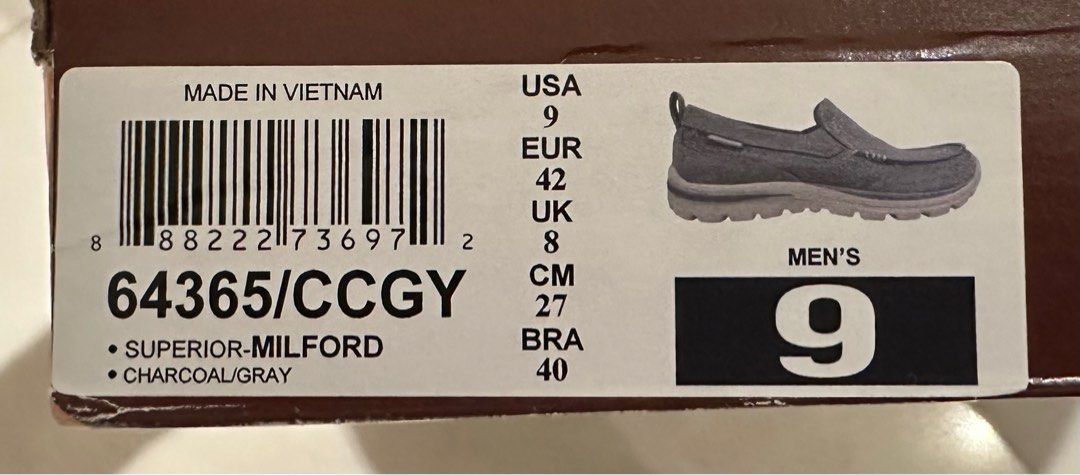 MADE IN VIETNAM
8 88222 73697 2
64365/CCGY
• SUPERIOR-MILFORD
• CHARCOAL/GRAY
USA
9
EUR
42
UK
8
CM
27
BRA
40
MEN'S
9